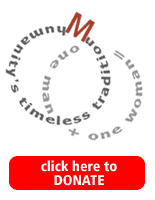 M
one man + one woman=
humanity's timeless tradition
click here to
DONATE